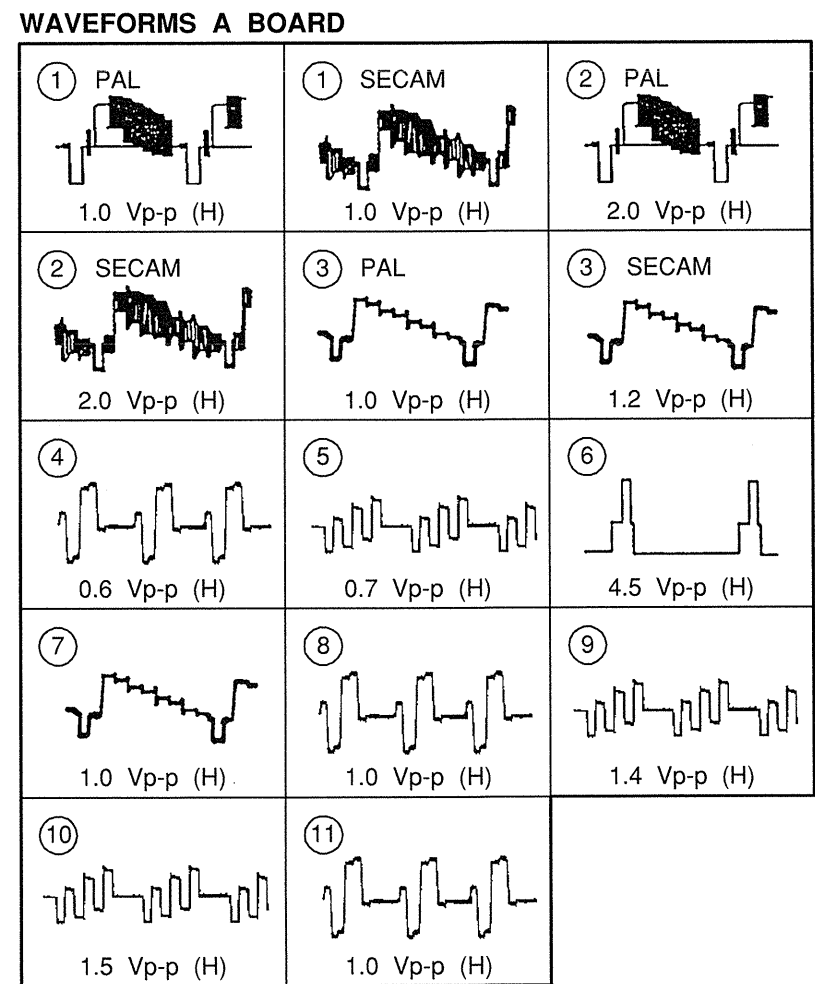 WAVEFORMS A BOARD
1 PAL
1.0 Vp-p (H)
1 SECAM
1.0 Vp-p (H)
2 PAL
2.0 Vp-p (H)
2 SECAM
2.0 Vp-p (H)
3 PAL
1.0 Vp-p (H)
3 SECAM
1.2 Vp-p (H)
4
0.6 Vp-p (H)
5
0.7 Vp-p (H)
6
4.5 Vp-p (H)
7
1.0 Vp-p (H)
8
1.0 Vp-p (H)
9
1.4 Vp-p (H)
10
1.5 Vp-p (H)
11
1.0 Vp-p (H)